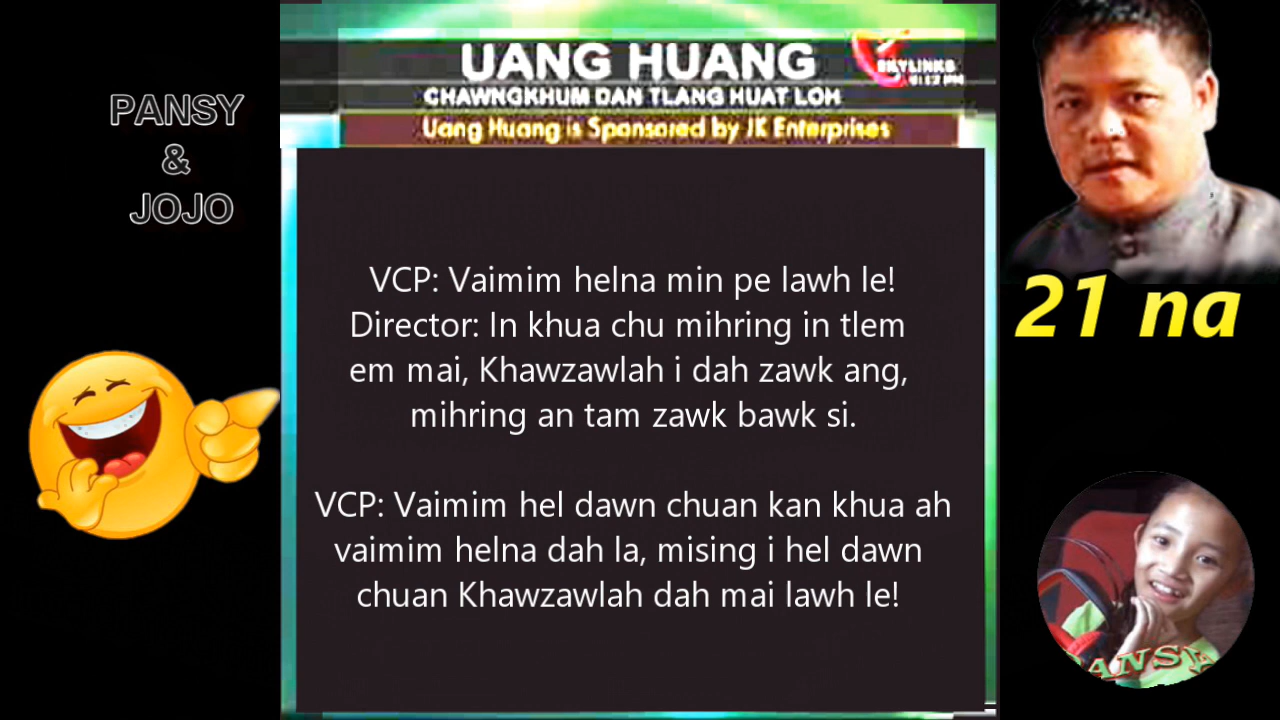 PANSY
&
JOJO
UANG HUANG
SKYLINKS
CHAWNGKHUM DAN TLANG HUAT LOH
Uang Huang is Sponsored by JK Enterprises
VCP: Vaimim helna min pe lawh le!
Director: In khua chu mihring in tlem
em mai, Khawzawlah i dah zawk ang,
mihring an tam zawk bawk si.
VCP: Vaimim hel dawn chuan kan khua ah
vaimim helna dah la, mising i hel dawn
chuan Khawzawlah dah mai lawh le!
21 na